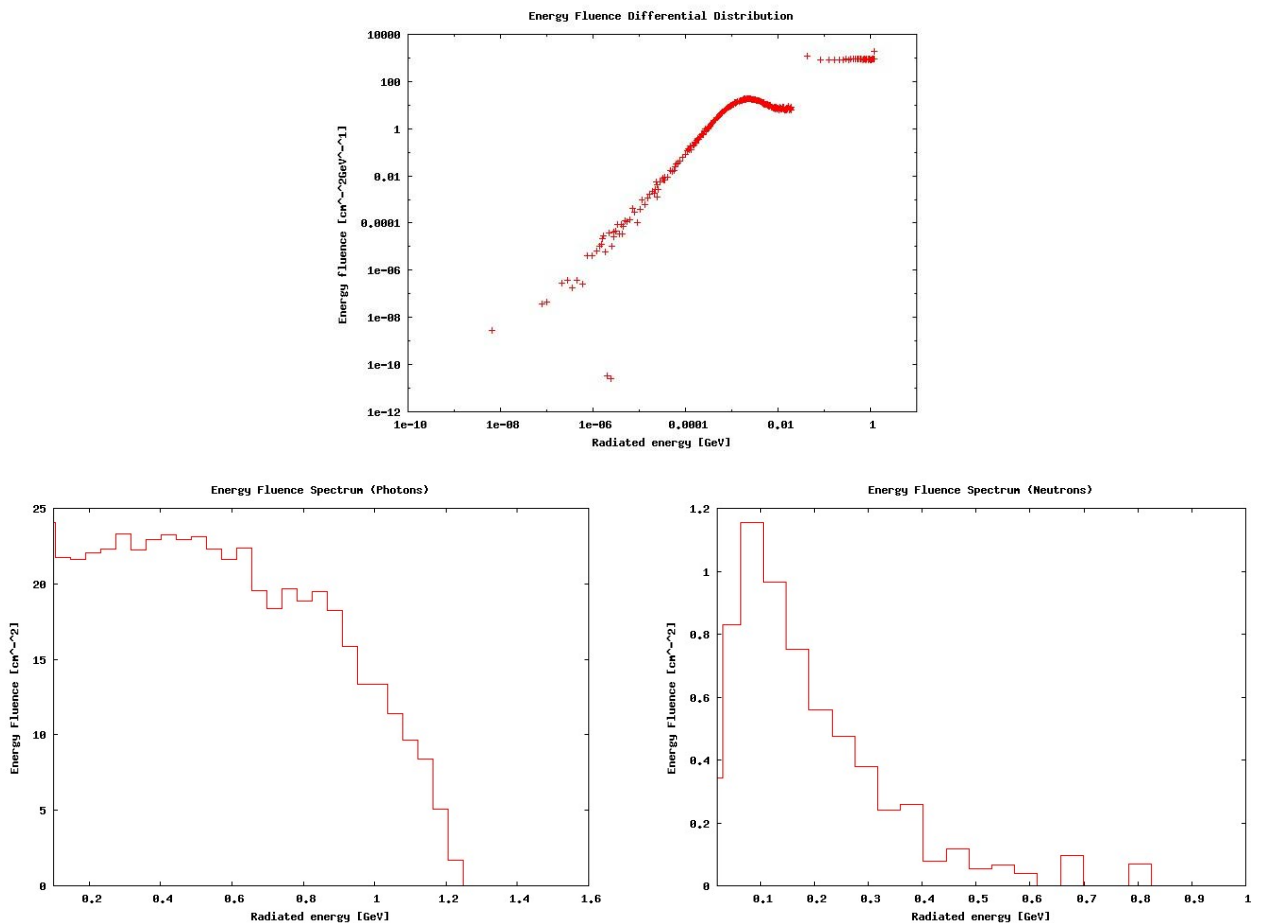 Energy Fluence Differential Distribution
Energy fluence [cm^-^2GeV^-^1]
10000
100
1
0.01
0.0001
1e-06
1e-08
1e-10
1e-12
1e-10 1e-08 1e-06 0.0001 0.01 1
Radiated energy [GeV]
Energy Fluence Spectrum (Photons)
Energy Fluence [cm^-^2]
25
20
15
10
5
0
0.2 0.4 0.6 0.8 1 1.2 1.4 1.6
Radiated energy [GeV]
Energy Fluence Spectrum (Neutrons)
Energy Fluence [cm^-^2]
1.2
1
0.8
0.6
0.4
0.2
0
0.1 0.2 0.3 0.4 0.5 0.6 0.7 0.8 0.9 1
Radiated energy [GeV]